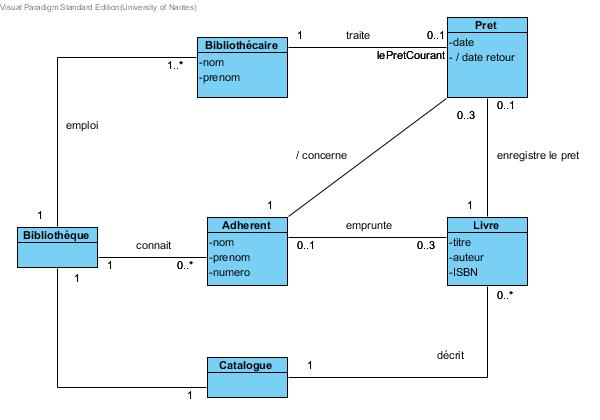 Visual Paradigm Standard Edition(University of Nantes)
Pret
-date
- / date retour
Bibliothécaire
-nom
-prenom
1
traite
0..1
lePretCourant
1..*
emploi
0..3
0..1
/ concerne
enregistre le pret
1
1
1
Bibliothèque
Adherent
-nom
-prenom
-numero
emprunte
0..1
0..3
Livre
-titre
-auteur
-ISBN
connait
1
0..*
1
0..*
Catalogue
1
décrit
1